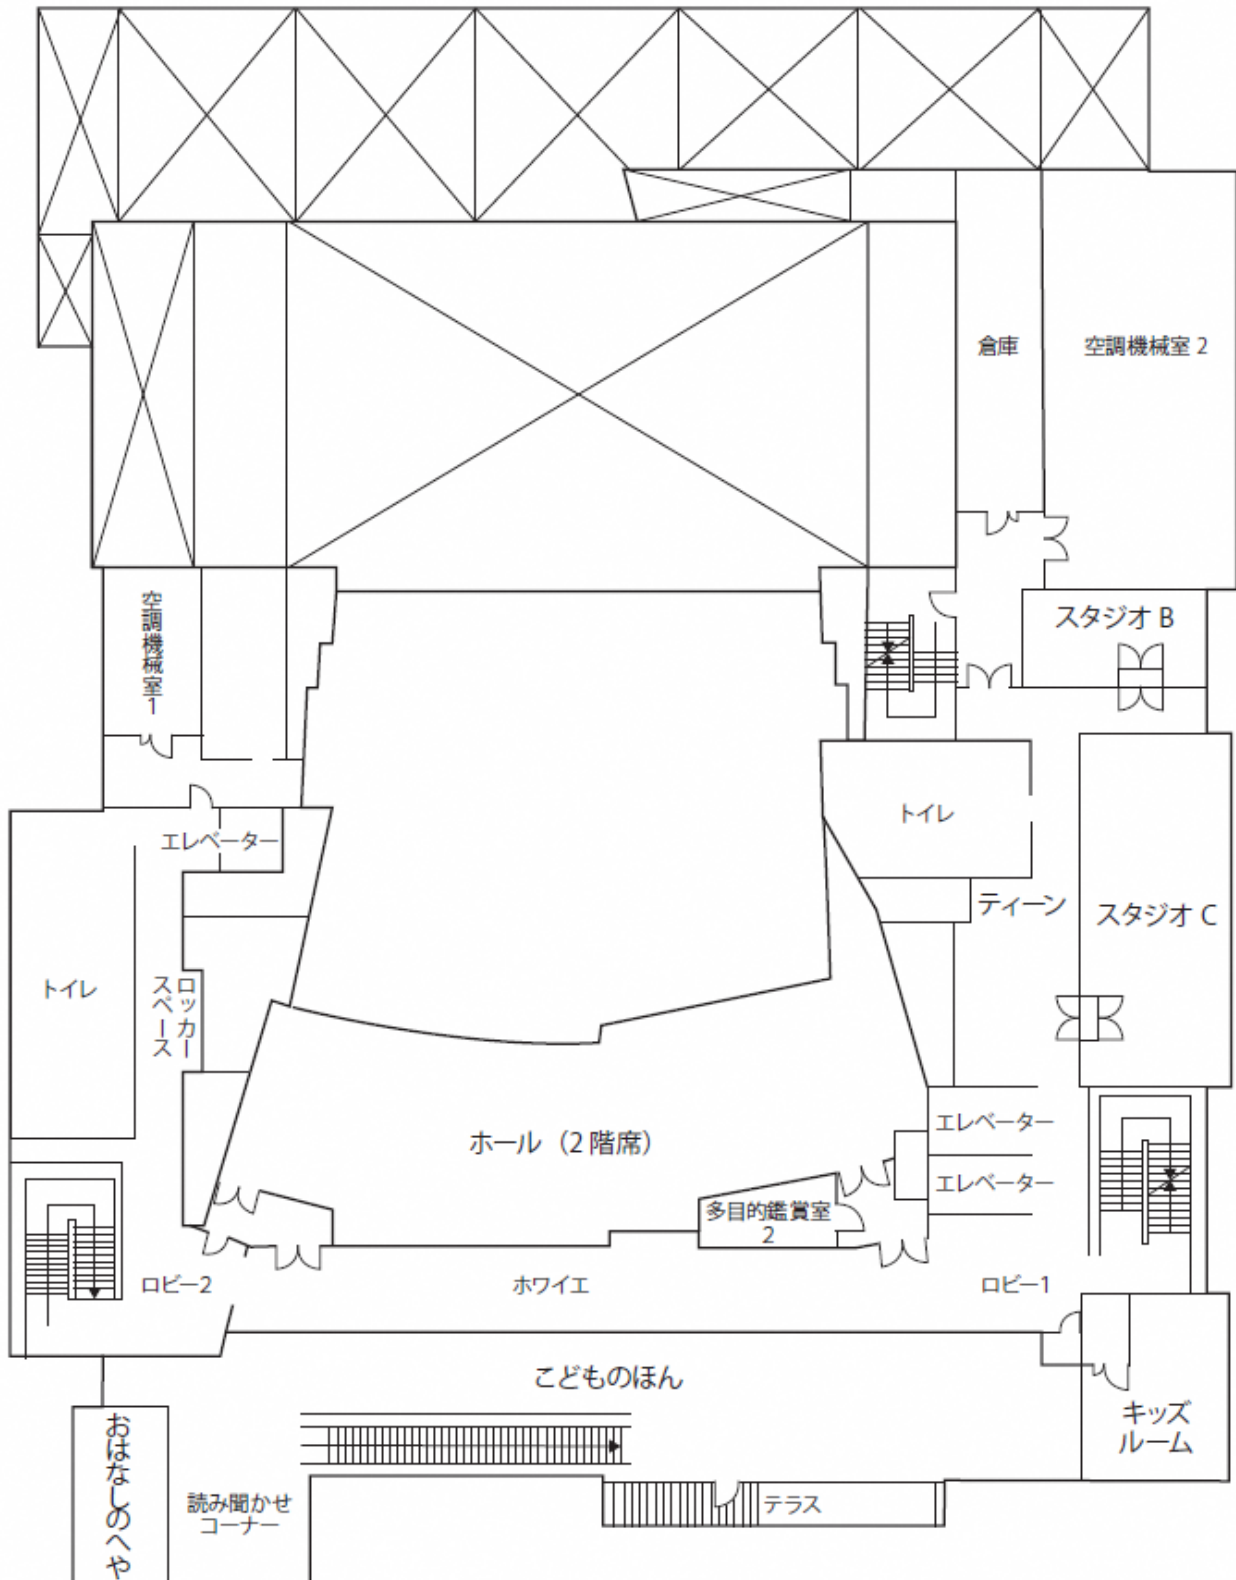 倉庫
空調機械室 2
空調機械室 1
スタジオ B
トイレ
エレベーター
ティーン
スタジオ C
トイレ
ロッカー
スペース
エレベーター
ホール（2 階席）
エレベーター
多目的鑑賞室
2
ロビー2
ホワイエ
ロビー1
こどものほん
キッズ
ルーム
おはなしのへや
読み聞かせ
コーナー
テラス